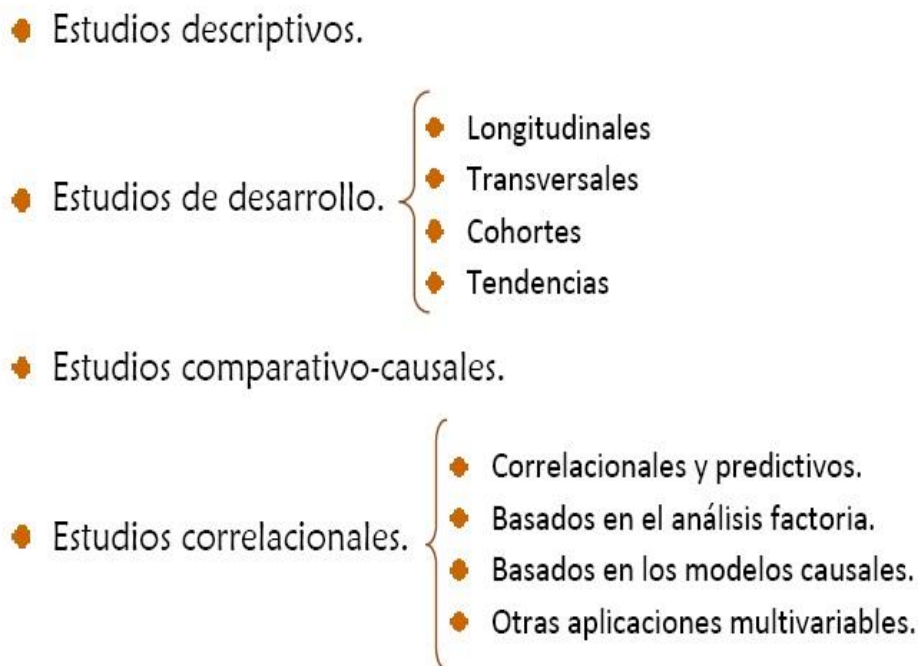 Estudios descriptivos.
Estudios de desarrollo.
Longitudinales
Transversales
Cohortes
Tendencias
Estudios comparativo-causales.
Estudios correlacionales.
Correlacionales y predictivos.
Basados en el análisis factoria.
Basados en los modelos causales.
Otras aplicaciones multivariables.